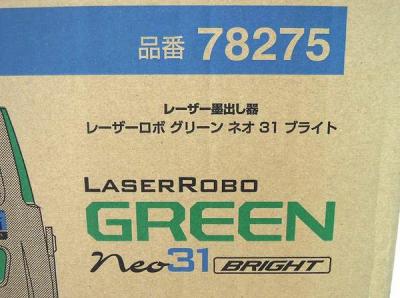 品番 78275
レーザー墨出し器
レーザーロボ グリーン ネオ 31 ブライト
LASERROBO
GREEN
neo31 BRIGHT